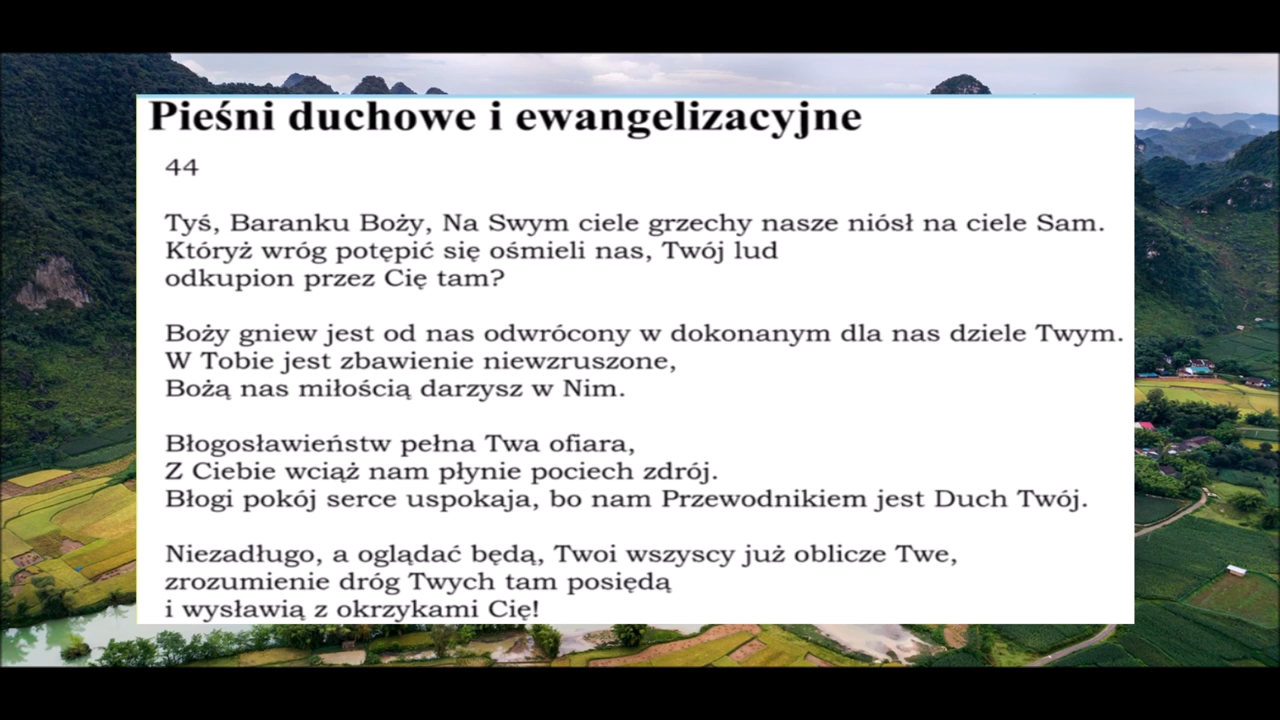 Pieśni duchowe i ewangelizacyjne
44
Tyś, Baranku Boży, Na Swym ciele grzechy nasze niósł na ciele Sam.
Któryż wróg potępić się ośmieli nas, Twój lud
odkupion przez Cię tam?
Boży gniew jest od nas odwrócony w dokonanym dla nas dziele Twym.
W Tobie jest zbawienie niewzruszone,
Bożą nas miłością darzysz w Nim.
Błogosławieństw pełna Twa ofiara,
Z Ciebie wciąż nam płynie pociech zdrój.
Błogi pokój serce uspokaja, bo nam Przewodnikiem jest Duch Twój.
Niezadługo, a oglądać będą, Twoi wszyscy już oblicze Twe,
zrozumienie dróg Twych tam posiędą
i wysławią z okrzykami Cię!